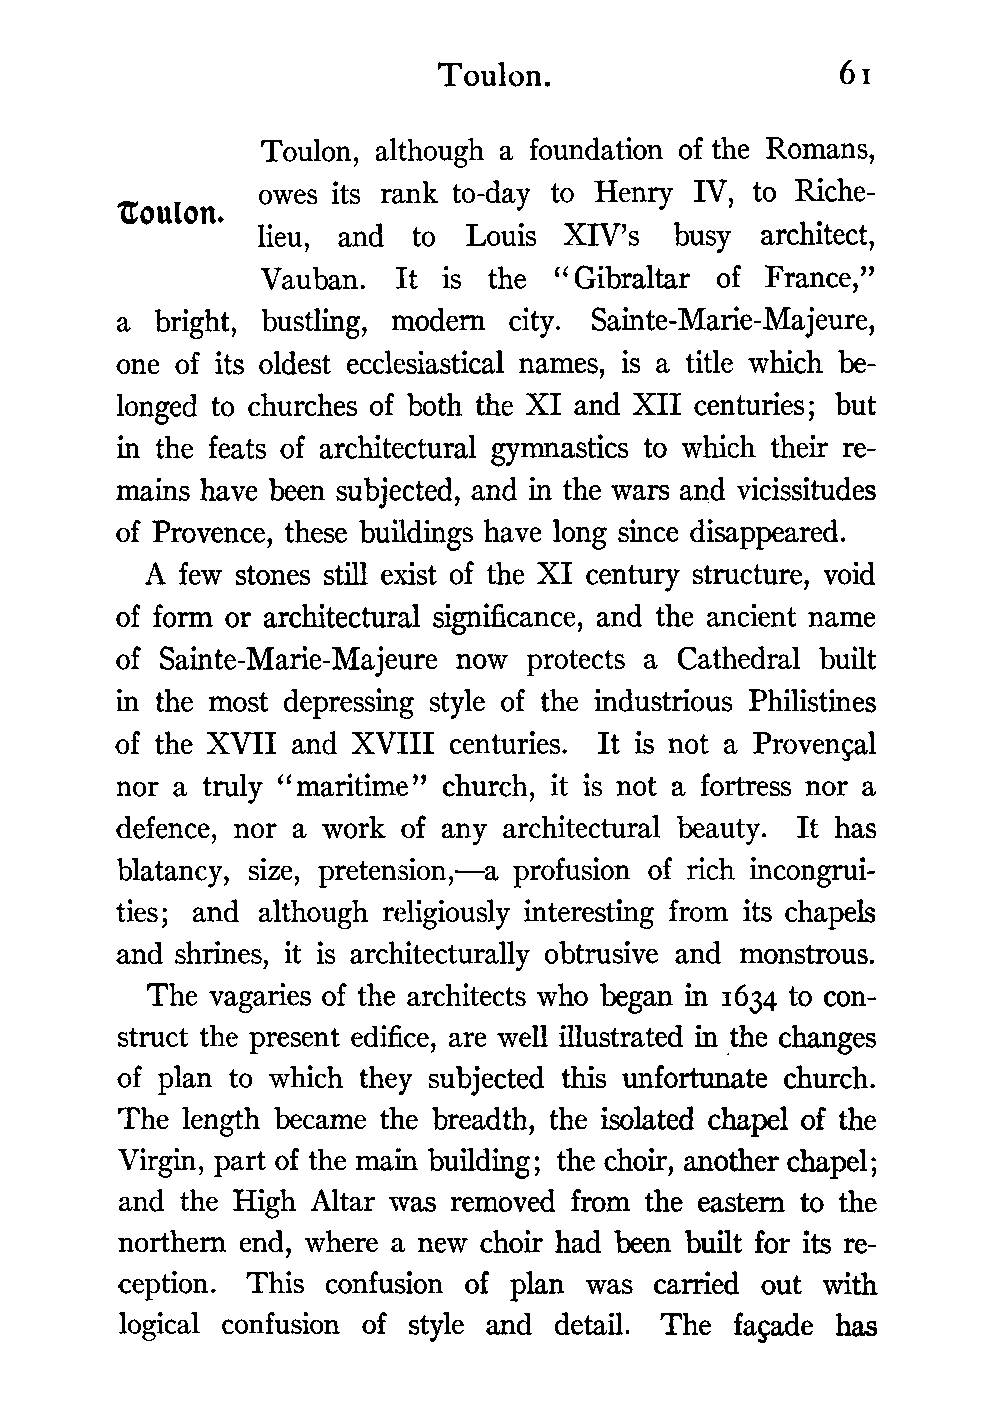 Toulon. 61
Toulon.
Toulon, although a foundation of the Romans,
owes its rank to-day to Henry IV, to Riche-
lieu, and to Louis XIV's busy architect,
Vauban. It is the "Gibraltar of France,"
a bright, bustling, modern city. Sainte-Marie-Majeure,
one of its oldest ecclesiastical names, is a title which be-
longed to churches of both the XI and XII centuries; but
in the feats of architectural gymnastics to which their re-
mains have been subjected, and in the wars and vicissitudes
of Provence, these buildings have long since disappeared.
A few stones still exist of the XI century structure, void
of form or architectural significance, and the ancient name
of Sainte-Marie-Majeure now protects a Cathedral built
in the most depressing style of the industrious Philistines
of the XVII and XVIII centuries. It is not a Provençal
nor a truly "maritime" church, it is not a fortress nor a
defence, nor a work of any architectural beauty. It has
blatancy, size, pretension,—a profusion of rich incongrui-
ties; and although religiously interesting from its chapels
and shrines, it is architecturally obtrusive and monstrous.
The vagaries of the architects who began in 1634 to con-
struct the present edifice, are well illustrated in the changes
of plan to which they subjected this unfortunate church.
The length became the breadth, the isolated chapel of the
Virgin, part of the main building; the choir, another chapel;
and the High Altar was removed from the eastern to the
northern end, where a new choir had been built for its re-
ception. This confusion of plan was carried out with
logical confusion of style and detail. The façade has